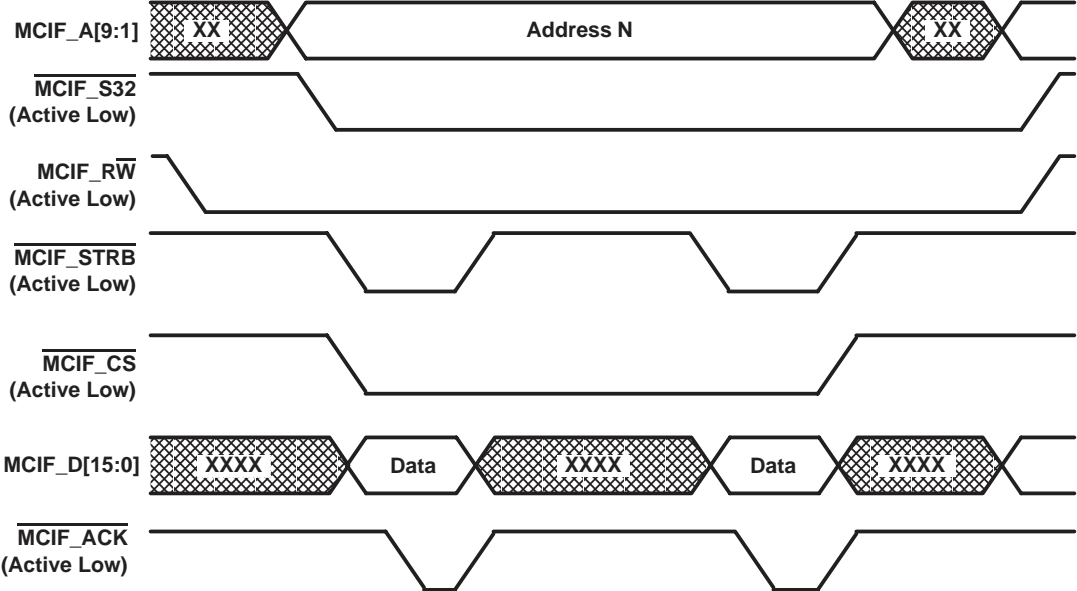 MCIF_A[9:1] XX Address N XX
MCIF_S32
(Active Low)
MCIF_RW
(Active Low)
MCIF_STRB
(Active Low)
MCIF_CS
(Active Low)
MCIF_D[15:0] XXXX Data XXXX Data XXXX
MCIF_ACK
(Active Low)